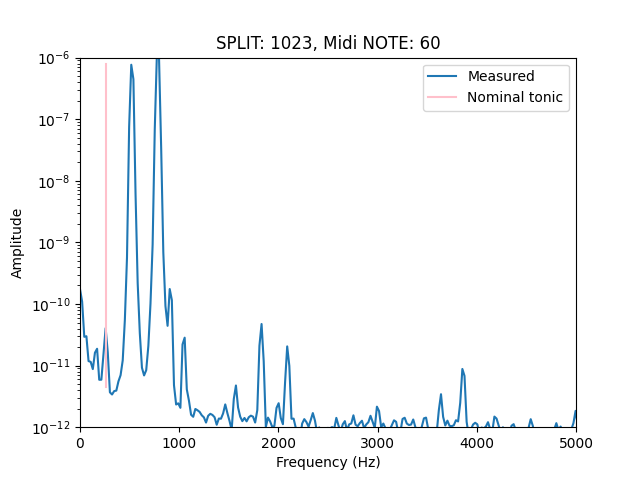 SPLIT: 1023, Midi NOTE: 60
Measured
Nominal tonic
Amplitude
10⁻⁶
10⁻⁷
10⁻⁸
10⁻⁹
10⁻¹⁰
10⁻¹¹
10⁻¹²
0 1000 2000 3000 4000 5000
Frequency (Hz)